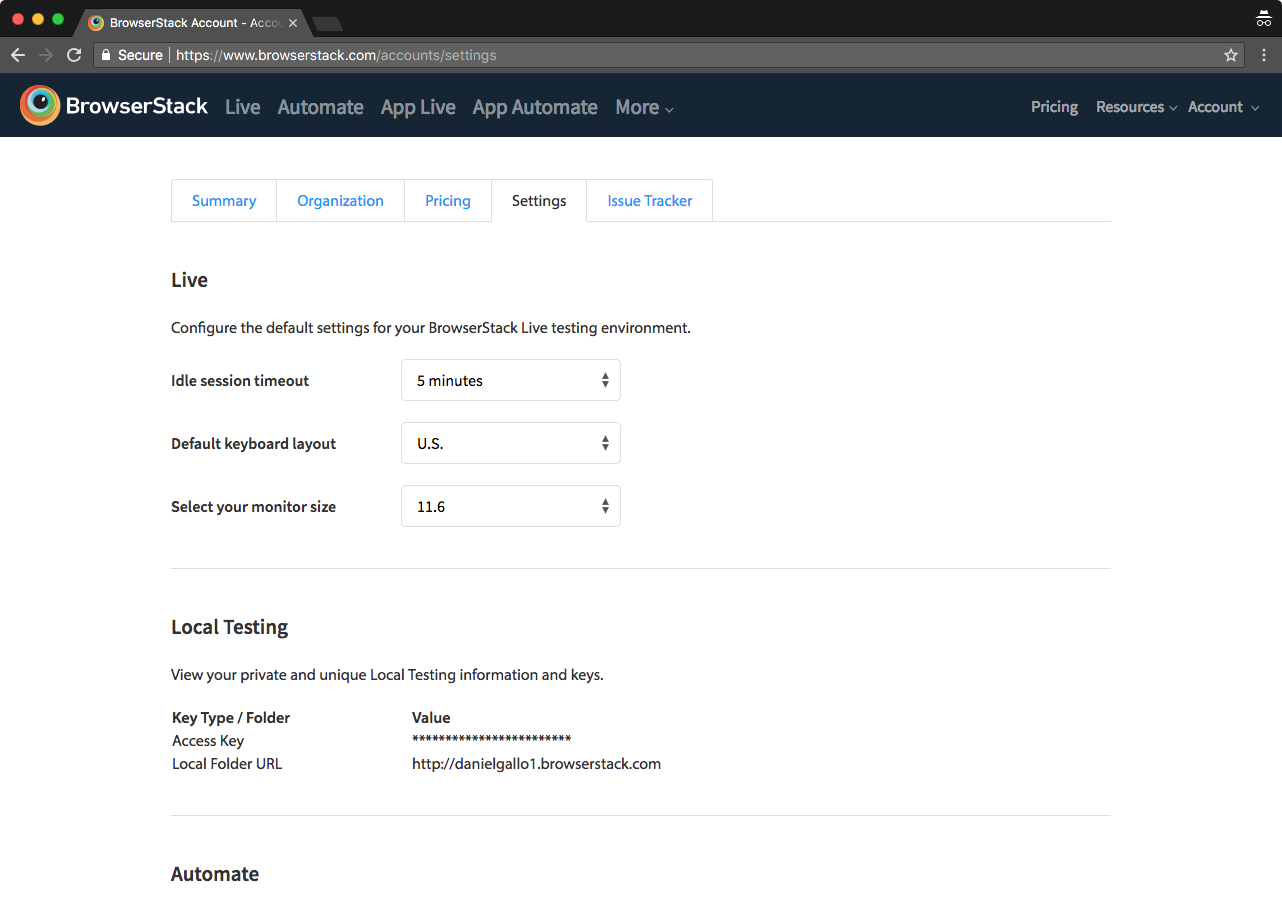 BrowserStack Account - Accou
Secure https://www.browserstack.com/accounts/settings
BrowserStack Live Automate App Live App Automate More Pricing Resources Account
Summary Organization Pricing Settings Issue Tracker
Live
Configure the default settings for your BrowserStack Live testing environment.
Idle session timeout 5 minutes
Default keyboard layout U.S.
Select your monitor size 11.6
Local Testing
View your private and unique Local Testing information and keys.
Key Type / Folder Value
Access Key ************************
Local Folder URL http://danielgallo1.browserstack.com
Automate